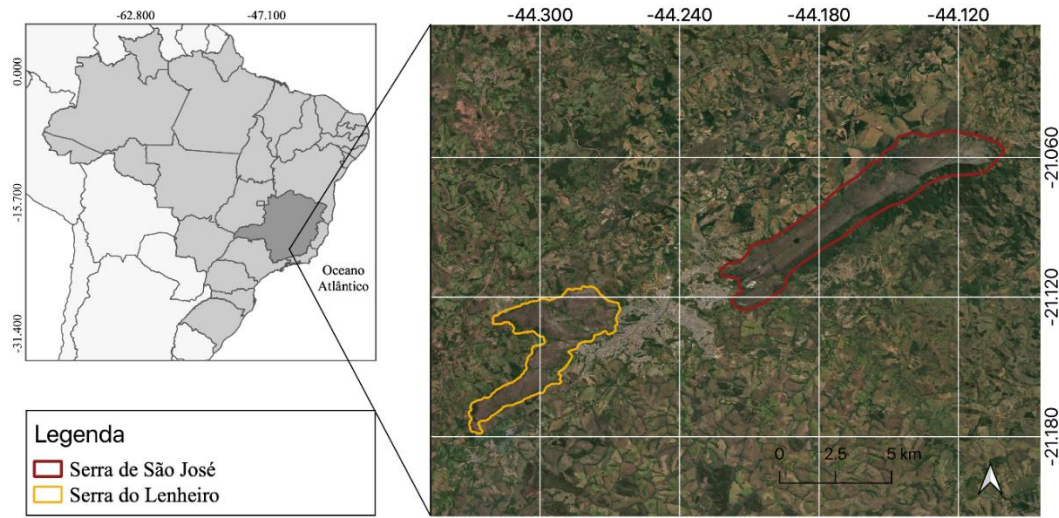 -62.800
-47.100
0.000
-15.700
-31.400
Oceano
Atlântico
Legenda
Serra de São José
Serra do Lenheiro
-44.300
-44.240
-44.180
-44.120
-21.060
-21.120
-21.180
0
2.5
5 km